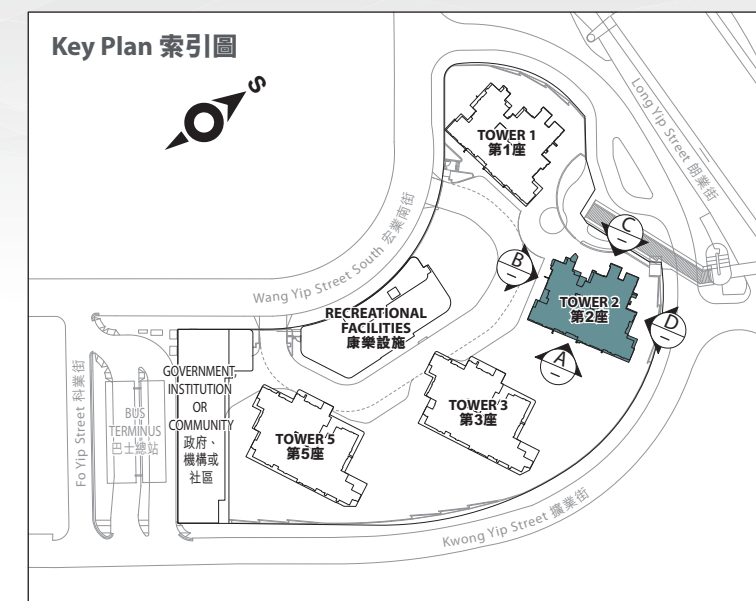 Key Plan 索引圖
S
Long Yip Street 朗業街
TOWER 1
第1座
C
B
Wang Yip Street South 宏業南街
TOWER 2
第2座
D
RECREATIONAL
FACILITIES
康樂設施
A
GOVERNMENT,
INSTITUTION
OR
COMMUNITY
政府、
機構或
社區
Fo Yip Street 科業街
BUS
TERMINUS
巴士總站
TOWER 3
第3座
TOWER 5
第5座
Kwong Yip Street 擴業街